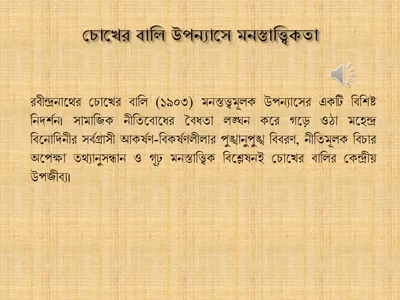 চোখের বালি উপন্যাসে মনস্তাত্ত্বিকতা
রবীন্দ্রনাথের চোখের বালি (১৯০৩) মনস্তত্ত্বমূলক উপন্যাসের একটি বিশিষ্ট
নিদর্শন। সামাজিক নীতিবোধের বৈধতা লঙ্ঘন করে গড়ে ওঠা মহেন্দ্র
বিনোদিনীর সর্বগ্রাসী আকর্ষণ-বিকর্ষণলীলার পুঙ্খানুপুঙ্খ বিবরণ, নীতিমূলক বিচার
অপেক্ষা তথ্যানুসন্ধান ও গূঢ় মনস্তাত্ত্বিক বিশ্লেষনই চোখের বালির কেন্দ্রীয়
উপজীব্য।